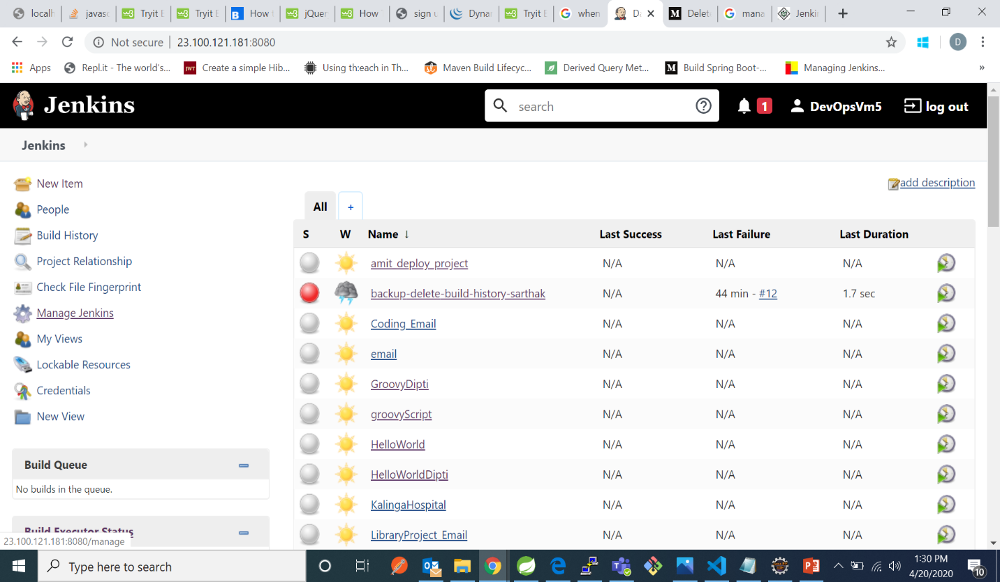 locall
javasc
Tryit E
Tryit E
How t
jQuer
How
sign u
Dynar
Tryit E
when
Da
Delet
mana
Jenkin
Not secure | 23.100.121.181:8080
D
Apps
Repl.it - The world's...
Create a simple Hib...
Using th:each in Th...
Maven Build Lifecyc...
Derived Query Met...
Build Spring Boot-...
Managing Jenkins...
»
Jenkins
search
1
DevOpsVm5
log out
Jenkins
add description
New Item
People
Build History
Project Relationship
Check File Fingerprint
Manage Jenkins
My Views
Lockable Resources
Credentials
New View
Build Queue
No builds in the queue.
Build Executor Status
23.100.121.181:8080/manage
All +
S W Name ↓ Last Success Last Failure Last Duration
amit_deploy_project N/A N/A N/A
backup-delete-build-history-sarthak N/A 44 min - #12 1.7 sec
Coding_Email N/A N/A N/A
email N/A N/A N/A
GroovyDipti N/A N/A N/A
groovyScript N/A N/A N/A
HelloWorld N/A N/A N/A
HelloWorldDipti N/A N/A N/A
KalingaHospital N/A N/A N/A
LibraryProject_Email N/A N/A N/A
Type here to search
1:30 PM
4/20/2020
10